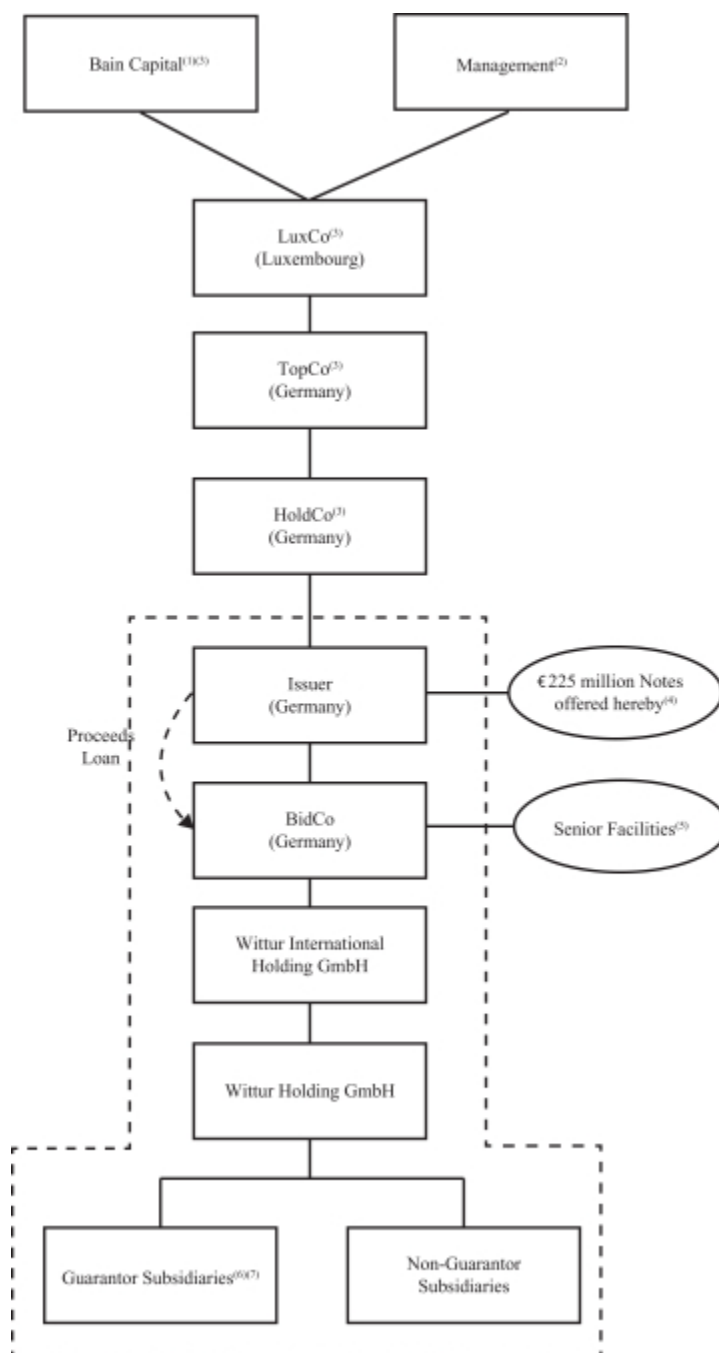 Bain Capital(1)(3)
Management(2)
LuxCo(3)
(Luxembourg)
TopCo(3)
(Germany)
HoldCo(3)
(Germany)
Issuer
(Germany)
€225 million Notes
offered hereby(4)
Proceeds
Loan
BidCo
(Germany)
Senior Facilities(5)
Wittur International
Holding GmbH
Wittur Holding GmbH
Guarantor Subsidiaries(6)(7)
Non-Guarantor
Subsidiaries